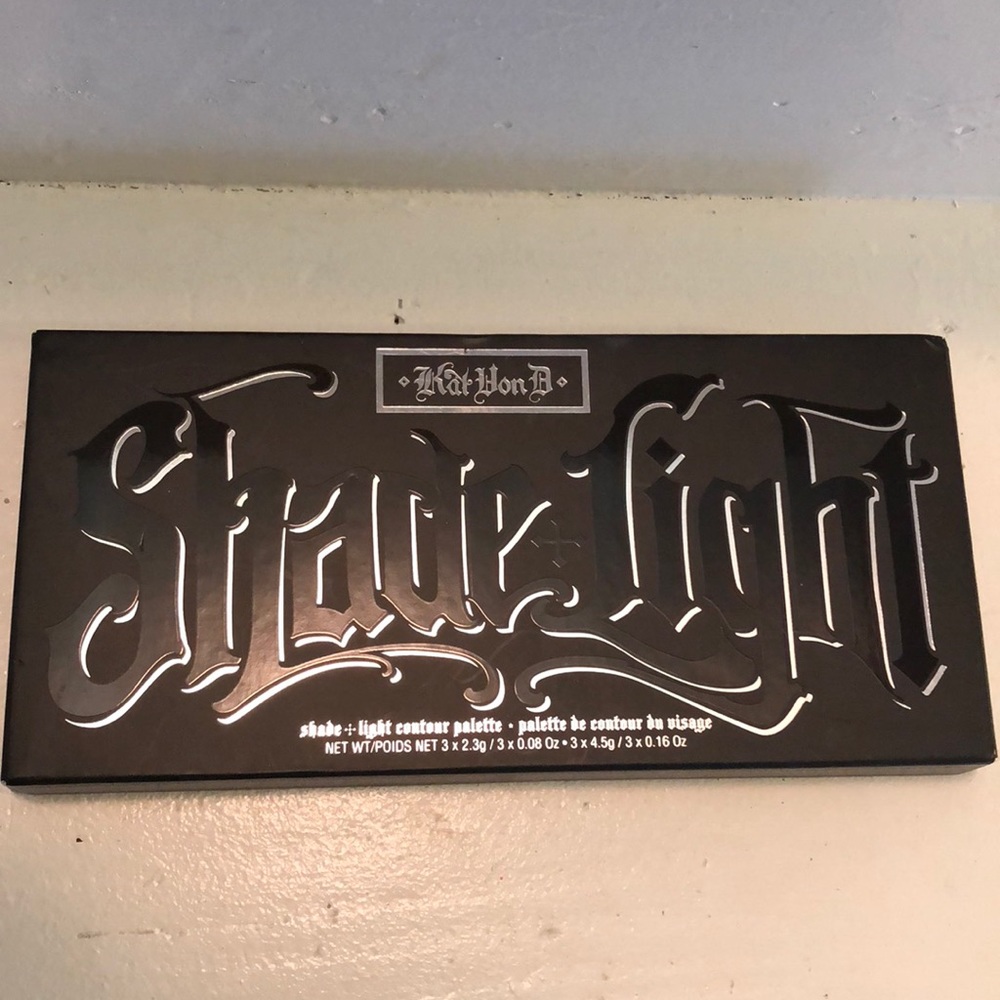 Kat Von D
Shade + Light
shade + light contour palette • palette de contour du visage
NET WT/POIDS NET 3 x 2.3g / 3 x 0.08 Oz • 3 x 4.5g / 3 x 0.16 Oz